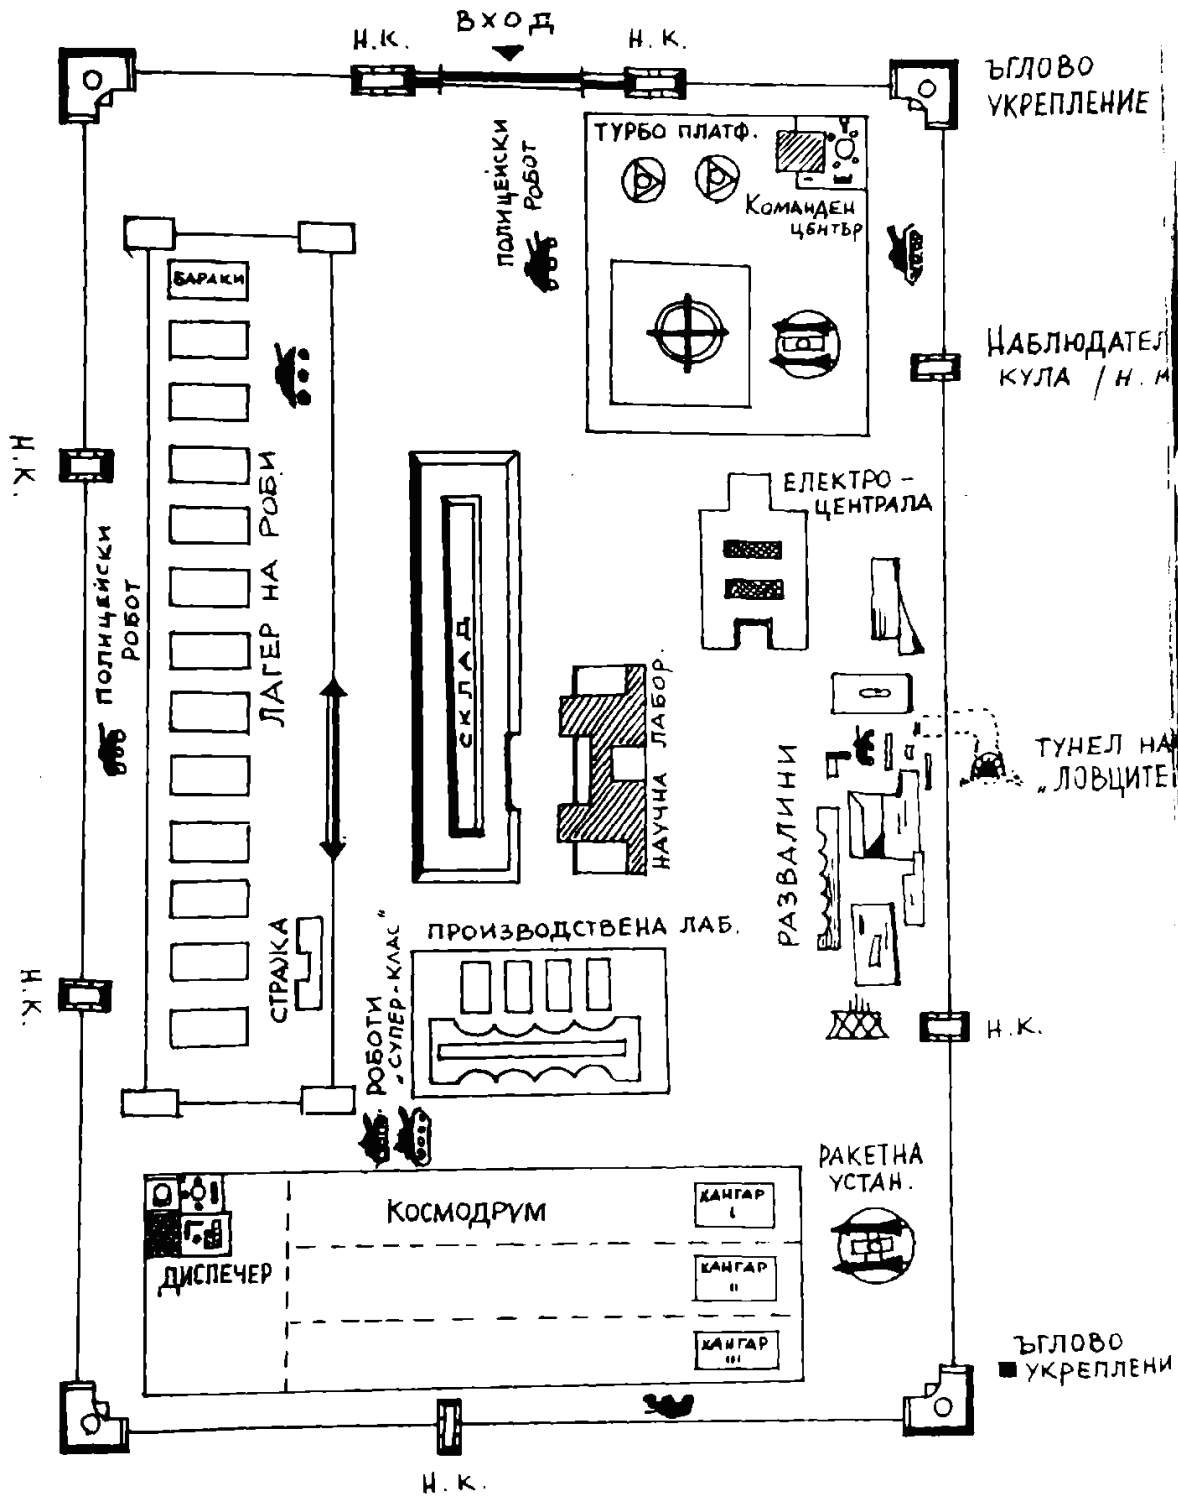 ВХОД
Н.К.
Н.К.
ЪГЛОВО
УКРЕПЛЕНИЕ
ТУРБО ПЛАТФ.
ПОЛИЦЕЙСКИ
РОБОТ
КОМАНДЕН
ЦЕНТЪР
БАРАКИ
НАБЛЮДАТЕЛ
КУЛА / Н.К
Н.К.
ЛАГЕР НА РОБИ.
ЕЛЕКТРО-
ЦЕНТРАЛА
ПОЛИЦЕЙСКИ
РОБОТ
СКЛАД
НАУЧНА ЛАБОР.
РАЗВАЛИНИ
ТУНЕЛ НА
„ЛОВЦИТЕ
СТРАЖА
РОБОТИ
„СУПЕР-КЛАС"
ПРОИЗВОДСТВЕНА ЛАБ.
Н.К.
Н.К.
РАКЕТНА
УСТАН.
КОСМОДРУМ
ХАНГАР
I
ДИСПЕЧЕР
ХАНГАР
II
ХАНГАР
III
ЪГЛОВО
УКРЕПЛЕНИ
Н.К.